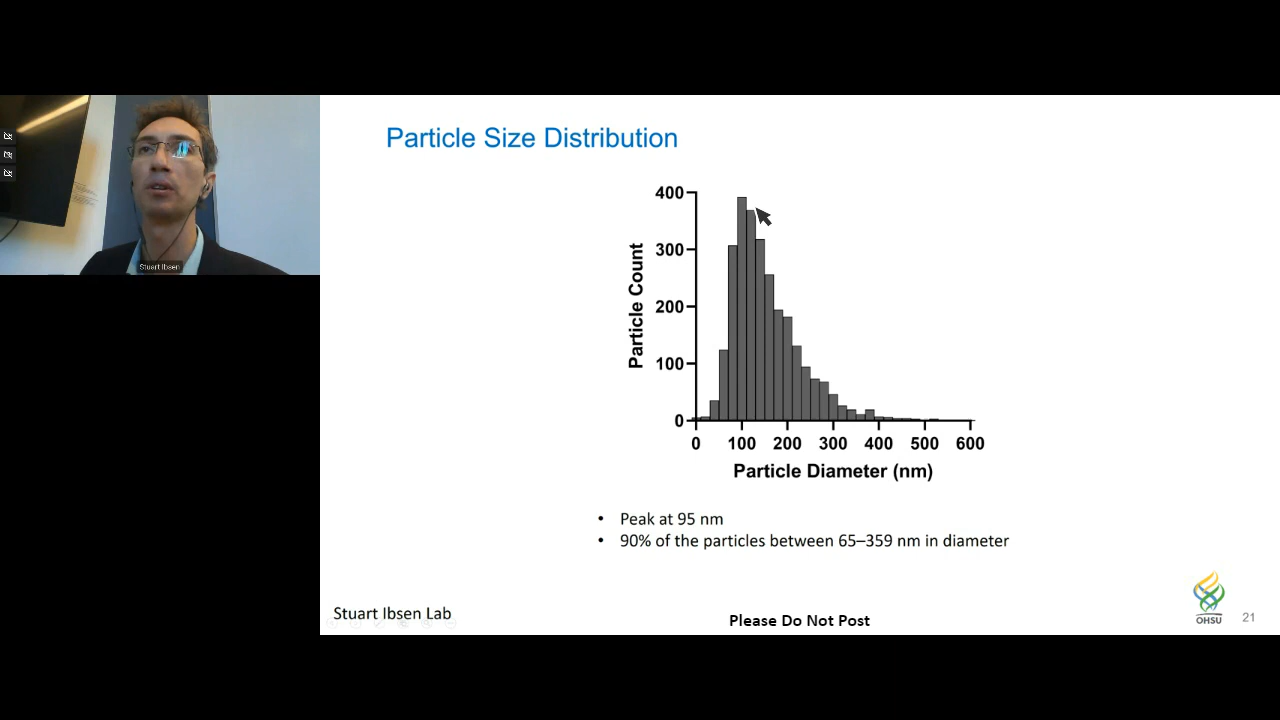 Stuart Ibsen
Particle Size Distribution
400
300
200
100
0
Particle Count
0 100 200 300 400 500 600
Particle Diameter (nm)
• Peak at 95 nm
• 90% of the particles between 65–359 nm in diameter
Stuart Ibsen Lab
Please Do Not Post
OHSU
21